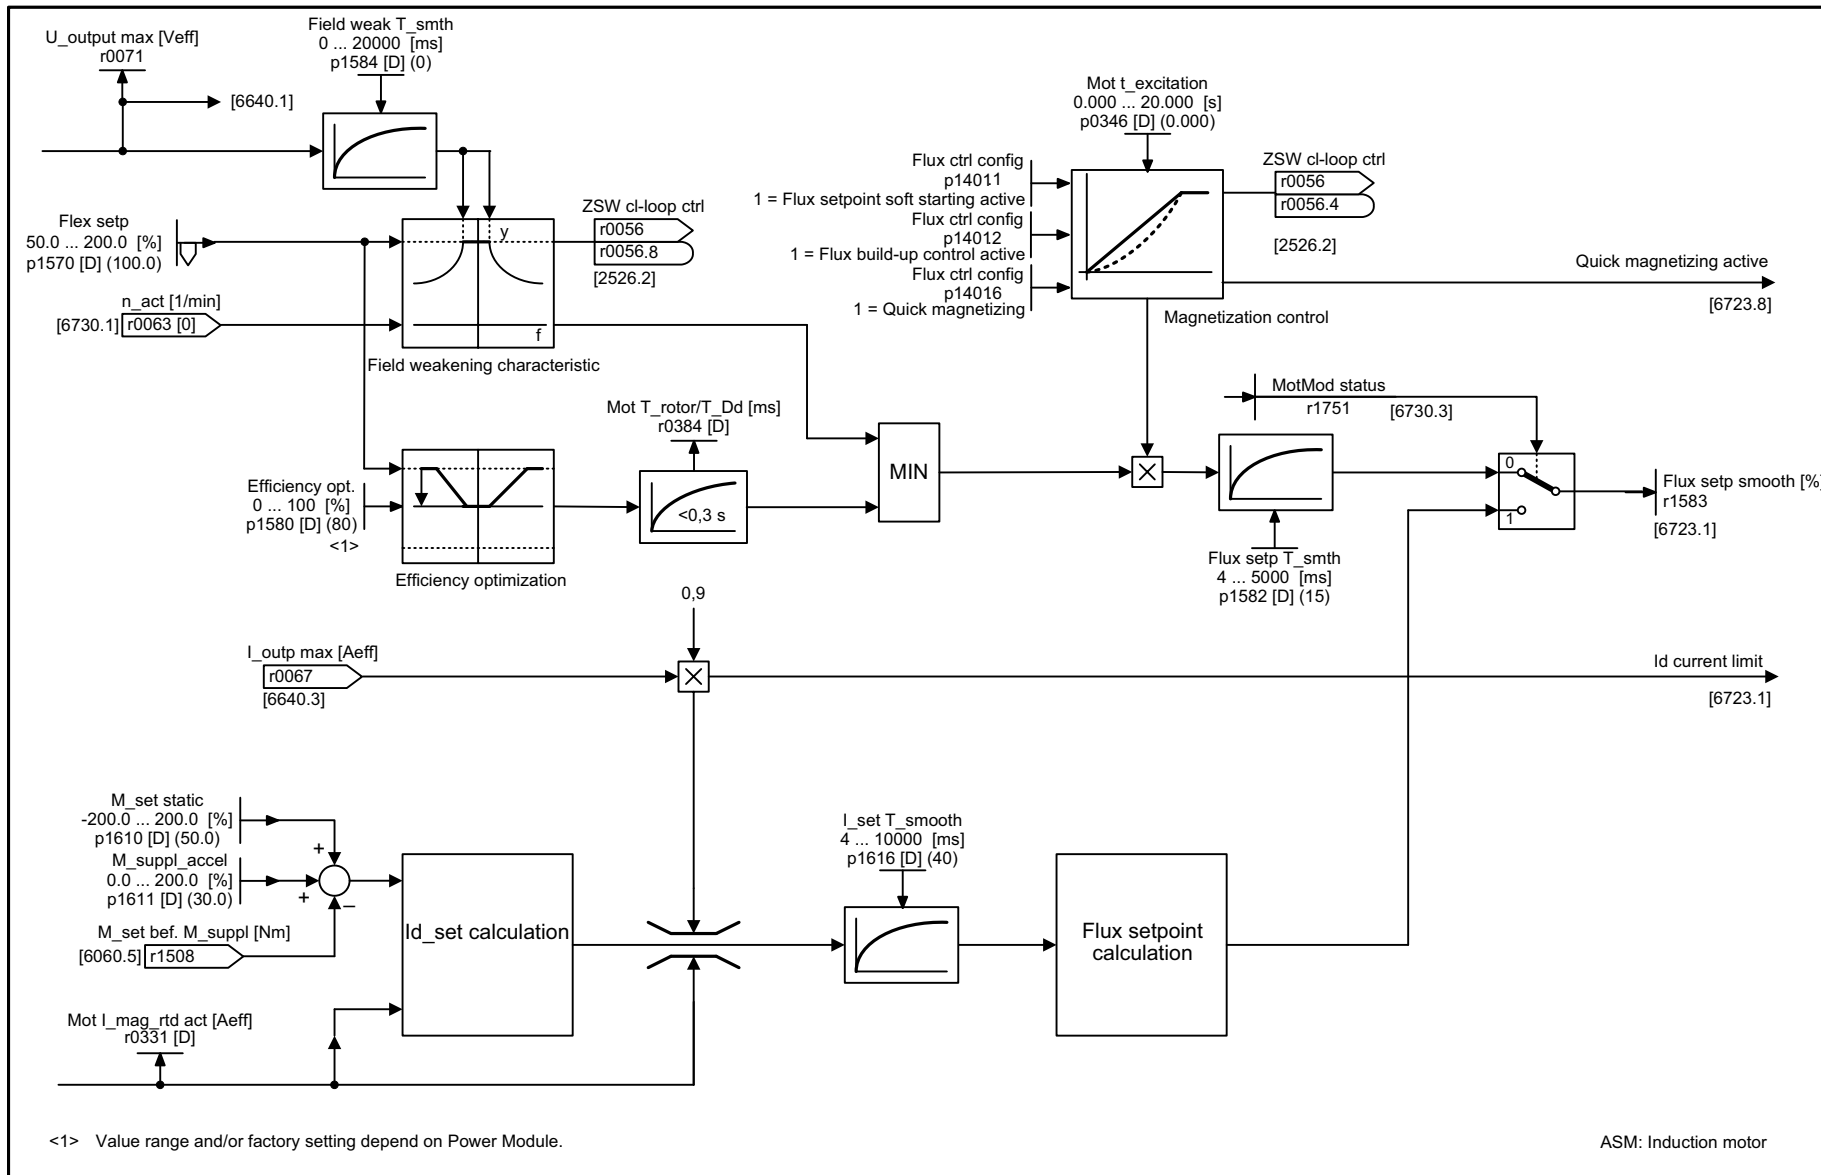 U_output max [Veff]
r0071
[6640.1]
Field weak T_smth
0 ... 20000 [ms]
p1584 [D] (0)
Flex setp
50.0 ... 200.0 [%]
p1570 [D] (100.0)
n_act [1/min]
[6730.1]
r0063 [0]
y
f
Field weakening characteristic
ZSW cl-loop ctrl
r0056
r0056.8
[2526.2]
Mot t_excitation
0.000 ... 20.000 [s]
p0346 [D] (0.000)
Flux ctrl config
p1401.1
1 = Flux setpoint soft starting active
Flux ctrl config
p1401.2
1 = Flux build-up control active
Flux ctrl config
p1401.6
1 = Quick magnetizing
Magnetization control
ZSW cl-loop ctrl
r0056
r0056.4
[2526.2]
Quick magnetizing active
[6723.8]
Efficiency opt.
0 ... 100 [%]
p1580 [D] (80)
<1>
Efficiency optimization
Mot T_rotor/T_Dd [ms]
r0384 [D]
<0,3 s
MIN
MotMod status
r1751
[6730.3]
Flux setp T_smth
4 ... 5000 [ms]
p1582 [D] (15)
0
1
Flux setp smooth [%]
r1583
[6723.1]
0,9
I_outp max [Aeff]
r0067
[6640.3]
Id current limit
[6723.1]
M_set static
-200.0 ... 200.0 [%]
p1610 [D] (50.0)
M_suppl_accel
0.0 ... 200.0 [%]
p1611 [D] (30.0)
+
+
–
M_set bef. M_suppl [Nm]
[6060.5]
r1508
Id_set calculation
I_set T_smooth
4 ... 10000 [ms]
p1616 [D] (40)
Flux setpoint
calculation
Mot I_mag_rtd act [Aeff]
r0331 [D]
<1> Value range and/or factory setting depend on Power Module.
ASM: Induction motor